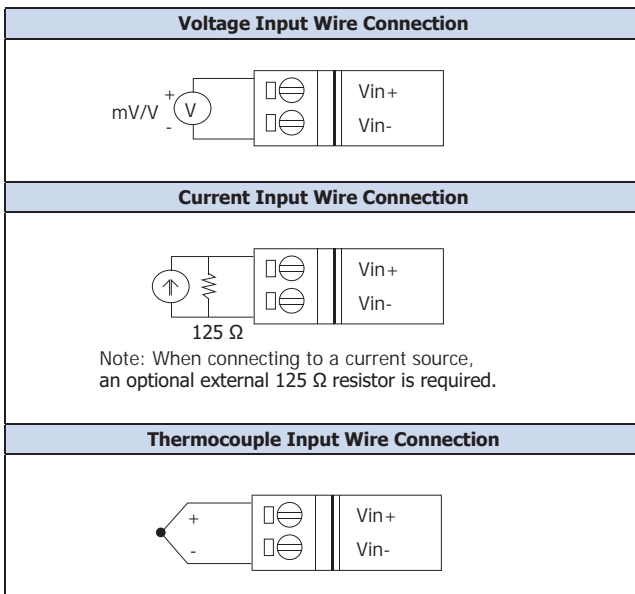 Voltage Input Wire Connection
+
mV/V
V
-
Vin+
Vin-
Current Input Wire Connection
Vin+
Vin-
125 Ω
Note: When connecting to a current source,
an optional external 125 Ω resistor is required.
Thermocouple Input Wire Connection
+
-
Vin+
Vin-